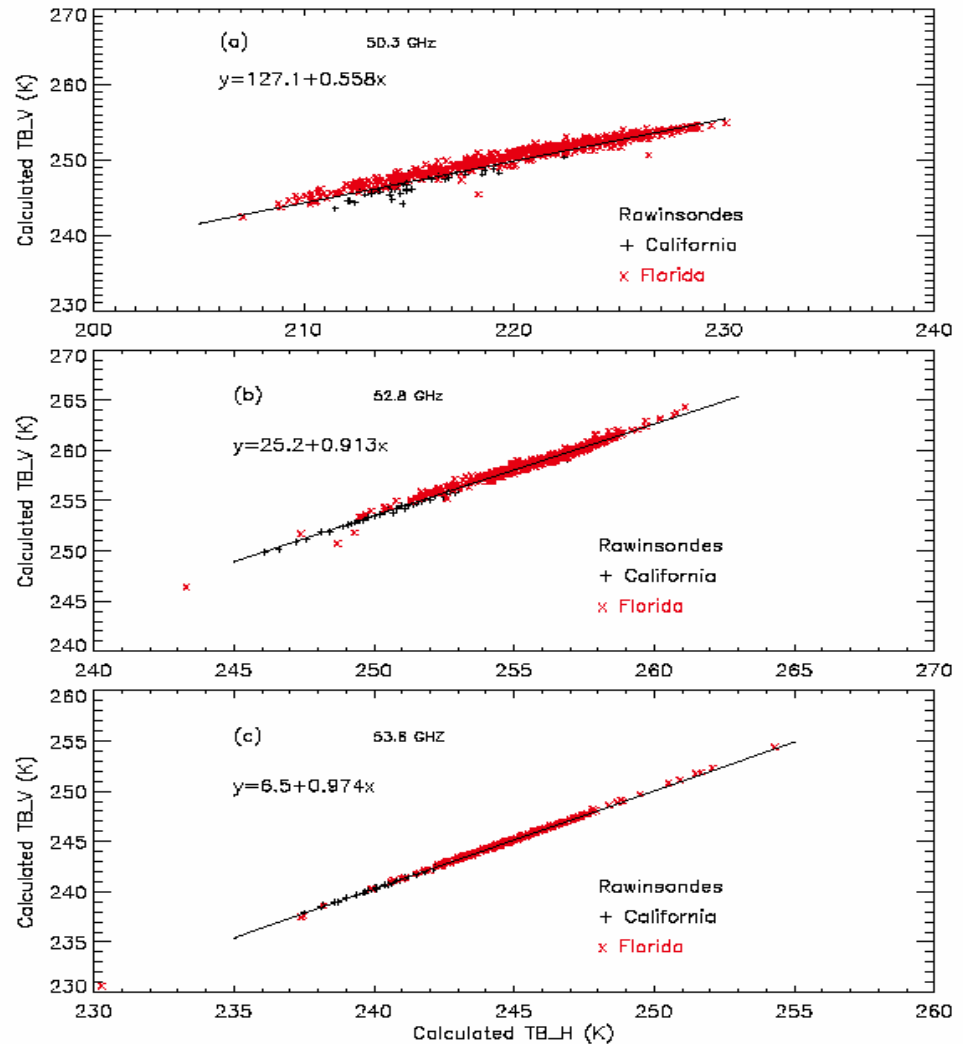 270
(a) 50.3 GHz
y=127.1+0.558x
260
250
240
230
Calculated TB_V (K)
Rawinsondes
+ California
× Florida
200 210 220 230 240
270
(b) 52.8 GHz
265
y=25.2+0.913x
260
255
250
245
240
Calculated TB_V (K)
Rawinsondes
+ California
× Florida
240 245 250 255 260 265 270
260
(c) 53.8 GHZ
255
y=6.5+0.974x
250
245
240
235
230
Calculated TB_V (K)
Rawinsondes
+ California
× Florida
230 235 240 245 250 255 260
Calculated TB_H (K)